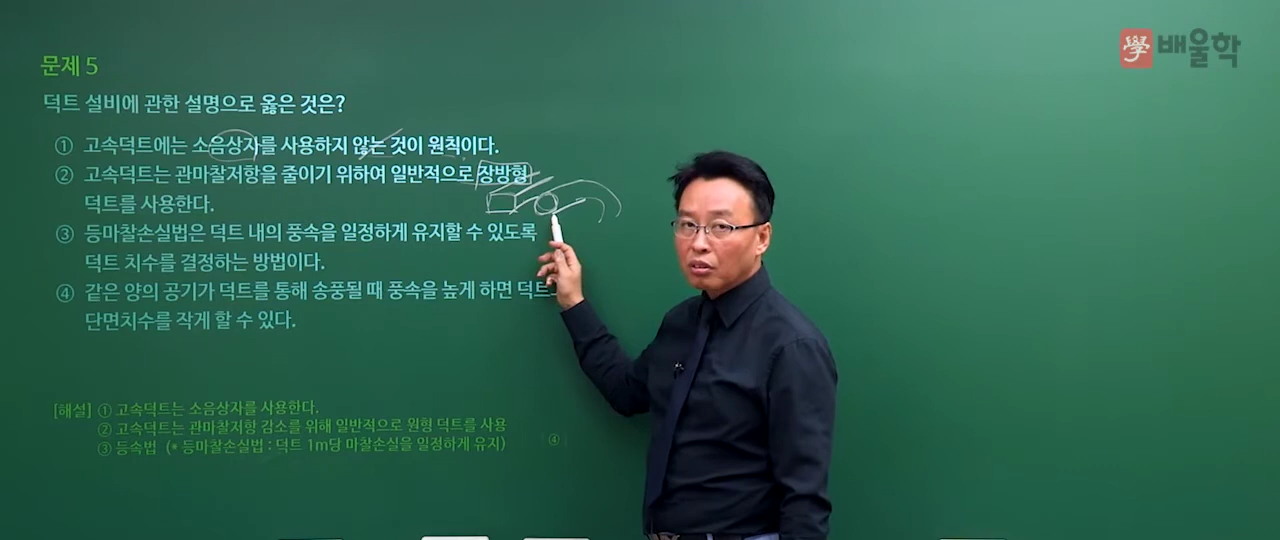 學 배울학
문제 5
덕트 설비에 관한 설명으로 옳은 것은?
① 고속덕트에는 소음상자를 사용하지 않는 것이 원칙이다.
② 고속덕트는 관마찰저항을 줄이기 위하여 일반적으로 장방형
덕트를 사용한다.
③ 등마찰손실법은 덕트 내의 풍속을 일정하게 유지할 수 있도록
덕트 치수를 결정하는 방법이다.
④ 같은 양의 공기가 덕트를 통해 송풍될 때 풍속을 높게 하면 덕트
단면치수를 작게 할 수 있다.
[해설] ① 고속덕트는 소음상자를 사용한다.
② 고속덕트는 관마찰저항 감소를 위해 일반적으로 원형 덕트를 사용
③ 등속법 (* 등마찰손실법 : 덕트 1m당 마찰손실을 일정하게 유지) ④